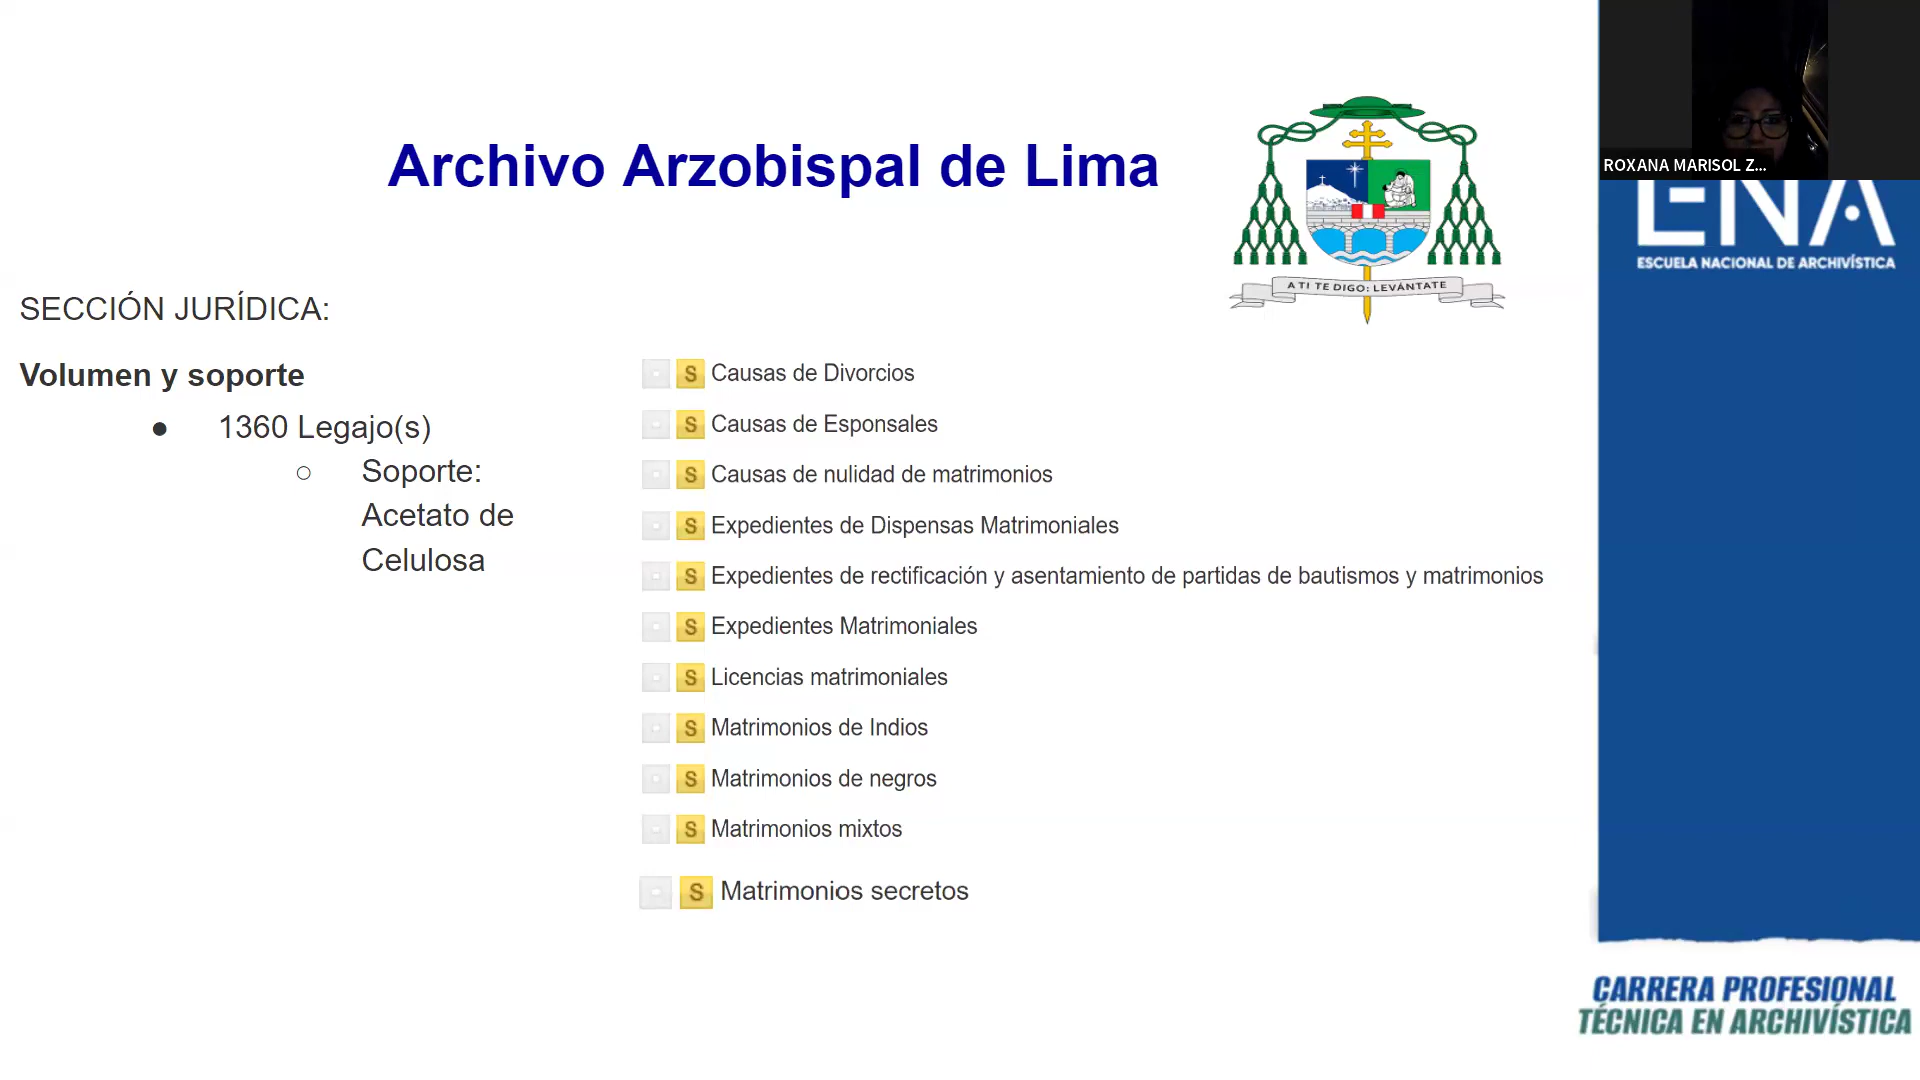 Archivo Arzobispal de Lima
A TI TE DIGO: LEVÁNTATE
ROXANA MARISOL Z...
ENA
ESCUELA NACIONAL DE ARCHIVÍSTICA
SECCIÓN JURÍDICA:
Volumen y soporte
● 1360 Legajo(s)
○ Soporte:
Acetato de
Celulosa
S Causas de Divorcios
S Causas de Esponsales
S Causas de nulidad de matrimonios
S Expedientes de Dispensas Matrimoniales
S Expedientes de rectificación y asentamiento de partidas de bautismos y matrimonios
S Expedientes Matrimoniales
S Licencias matrimoniales
S Matrimonios de Indios
S Matrimonios de negros
S Matrimonios mixtos
S Matrimonios secretos
CARRERA PROFESIONAL
TÉCNICA EN ARCHIVÍSTICA